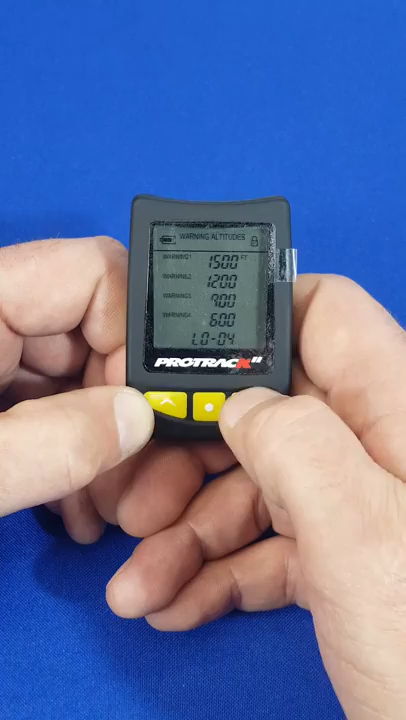 WARNING ALTITUDES
WARNING1 1500 FT
WARNING2 1200
WARNING3 900
WARNING4 600
LO-04
PROTRACK II